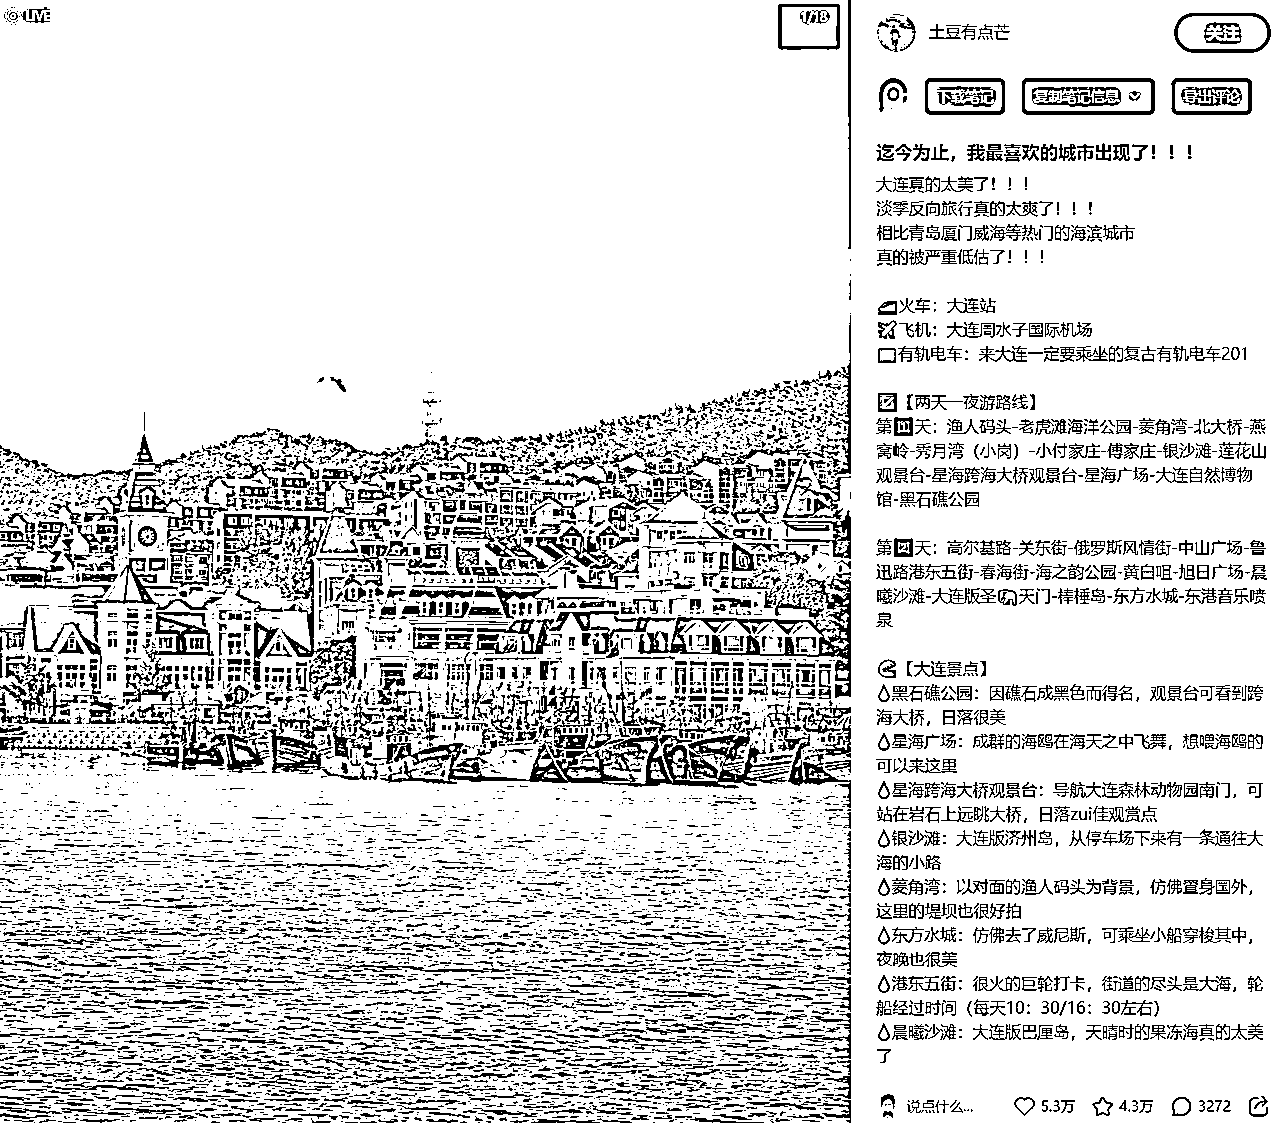 LIVE
1/18
土豆有点芒
关注
下载笔记
复制笔记信息
导出评论
迄今为止，我最喜欢的城市出现了！！！
大连真的太美了！！！
淡季反向旅行真的太爽了！！！
相比青岛厦门威海等热门的海滨城市
真的被严重低估了！！！
火车：大连站
飞机：大连周水子国际机场
有轨电车：来大连一定要乘坐的复古有轨电车201
【两天一夜游路线】
第1天：渔人码头-老虎滩海洋公园-菱角湾-北大桥-燕
窝岭-秀月湾（小岗）-小付家庄-傅家庄-银沙滩-莲花山
观景台-星海跨海大桥观景台-星海广场-大连自然博物
馆-黑石礁公园
第2天：高尔基路-关东街-俄罗斯风情街-中山广场-鲁
迅路港东五街-春海街-海之韵公园-黄白咀-旭日广场-晨
曦沙滩-大连版圣🐘天门-棒棰岛-东方水城-东港音乐喷
泉
【大连景点】
黑石礁公园：因礁石成黑色而得名，观景台可看到跨
海大桥，日落很美
星海广场：成群的海鸥在海天之中飞舞，想喂海鸥的
可以来这里
星海跨海大桥观景台：导航大连森林动物园南门，可
站在岩石上远眺大桥，日落zui佳观赏点
银沙滩：大连版济州岛，从停车场下来有一条通往大
海的小路
菱角湾：以对面的渔人码头为背景，仿佛置身国外，
这里的堤坝也很好拍
东方水城：仿佛去了威尼斯，可乘坐小船穿梭其中，
夜晚也很美
港东五街：很火的巨轮打卡，街道的尽头是大海，轮
船经过时间（每天10：30/16：30左右）
晨曦沙滩：大连版巴厘岛，天晴时的果冻海真的太美
了
说点什么...
5.3万
4.3万
3272